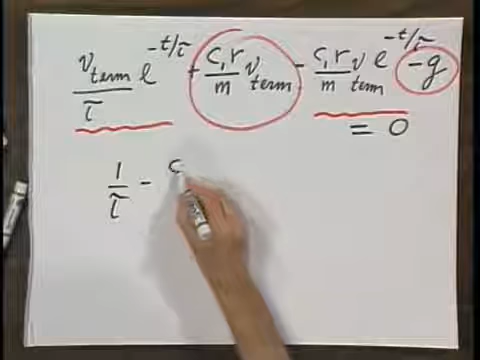 v_term/τ e^{-t/τ} + c₁r/m v_term - c₁r/m v_term e^{-t/τ} - g
= 0
1/τ - c